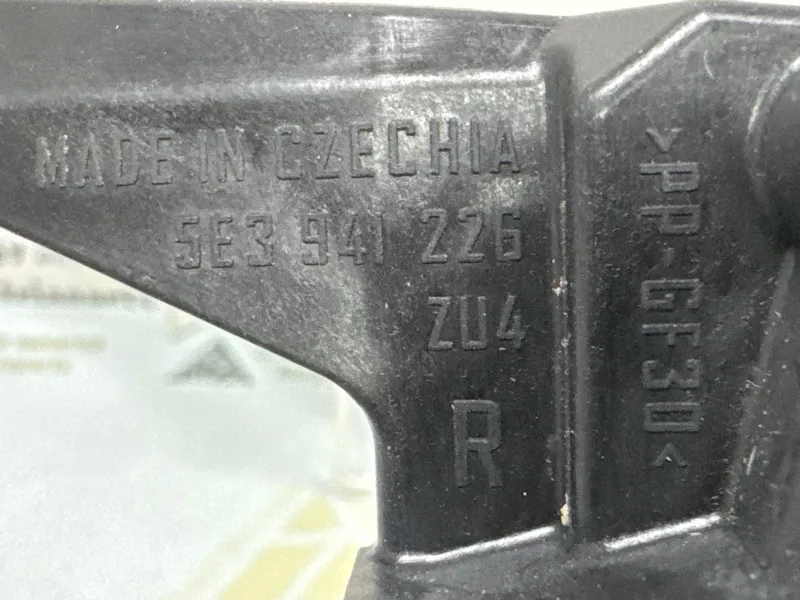 MADE IN CZECHIA
5E3 941 226
ZU4
R
>PP-GF30<